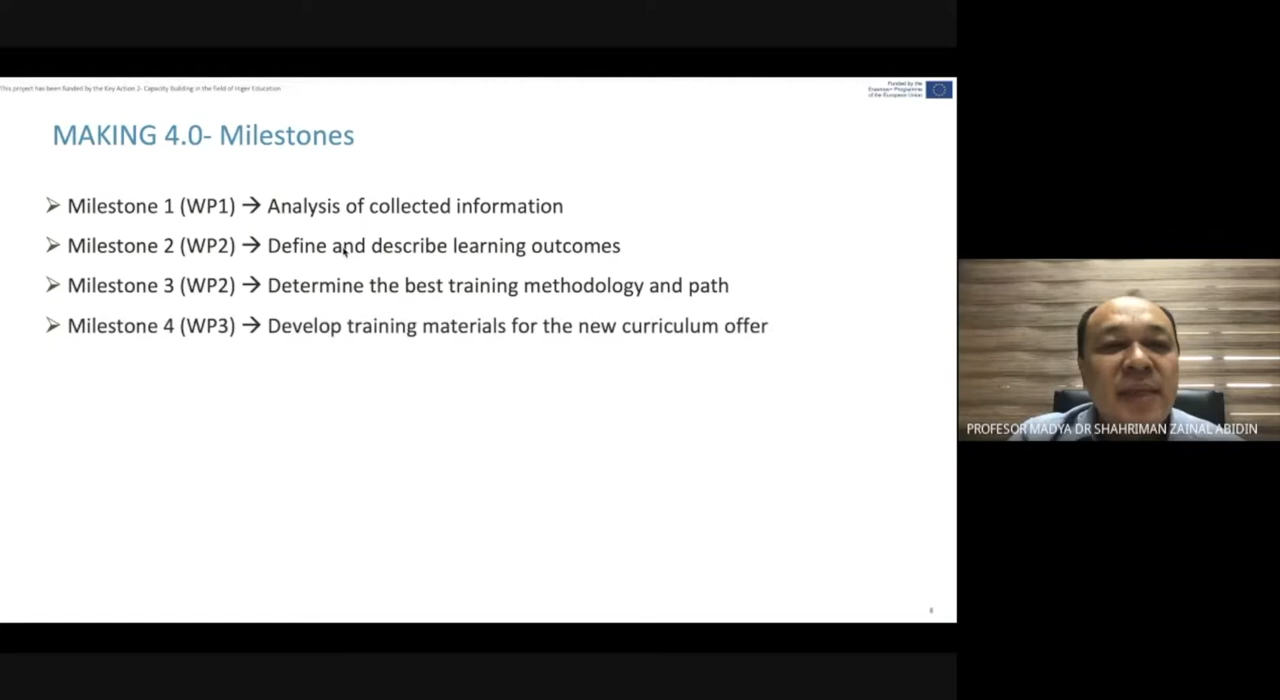 This project has been funded by the Key Action 2- Capacity Building in the field of Higer Education
Funded by the
Erasmus+ Programme
of the European Union
MAKING 4.0- Milestones
➢ Milestone 1 (WP1) → Analysis of collected information
➢ Milestone 2 (WP2) → Define and describe learning outcomes
➢ Milestone 3 (WP2) → Determine the best training methodology and path
➢ Milestone 4 (WP3) → Develop training materials for the new curriculum offer
PROFESOR MADYA DR SHAHRIMAN ZAINAL ABIDIN